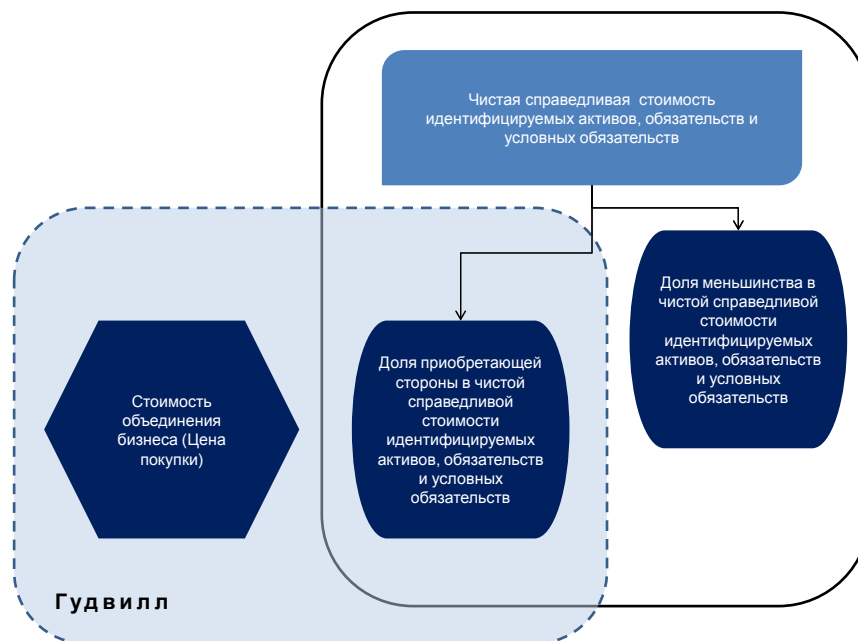 Чистая справедливая стоимость
идентифицируемых активов, обязательств и
условных обязательств
Доля меньшинства в
чистой справедливой
стоимости
идентифицируемых
активов, обязательств
и условных
обязательств
Доля приобретающей
стороны в чистой
справедливой
стоимости
идентифицируемых
активов, обязательств
и условных
обязательств
Стоимость
объединения
бизнеса (Цена
покупки)
Гудвилл